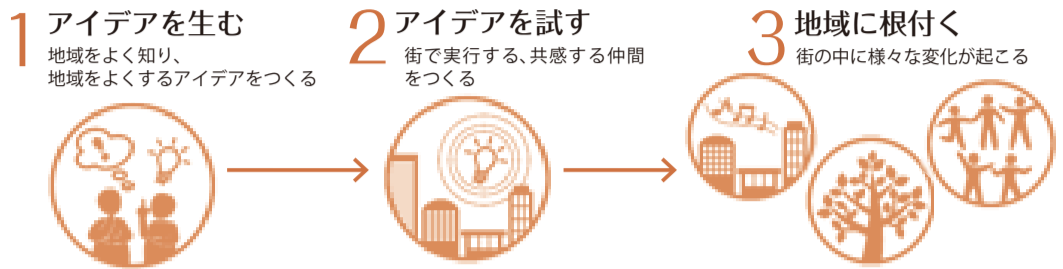 1 アイデアを生む
地域をよく知り、
地域をよくするアイデアをつくる
2 アイデアを試す
街で実行する、共感する仲間
をつくる
3 地域に根付く
街の中に様々な変化が起こる